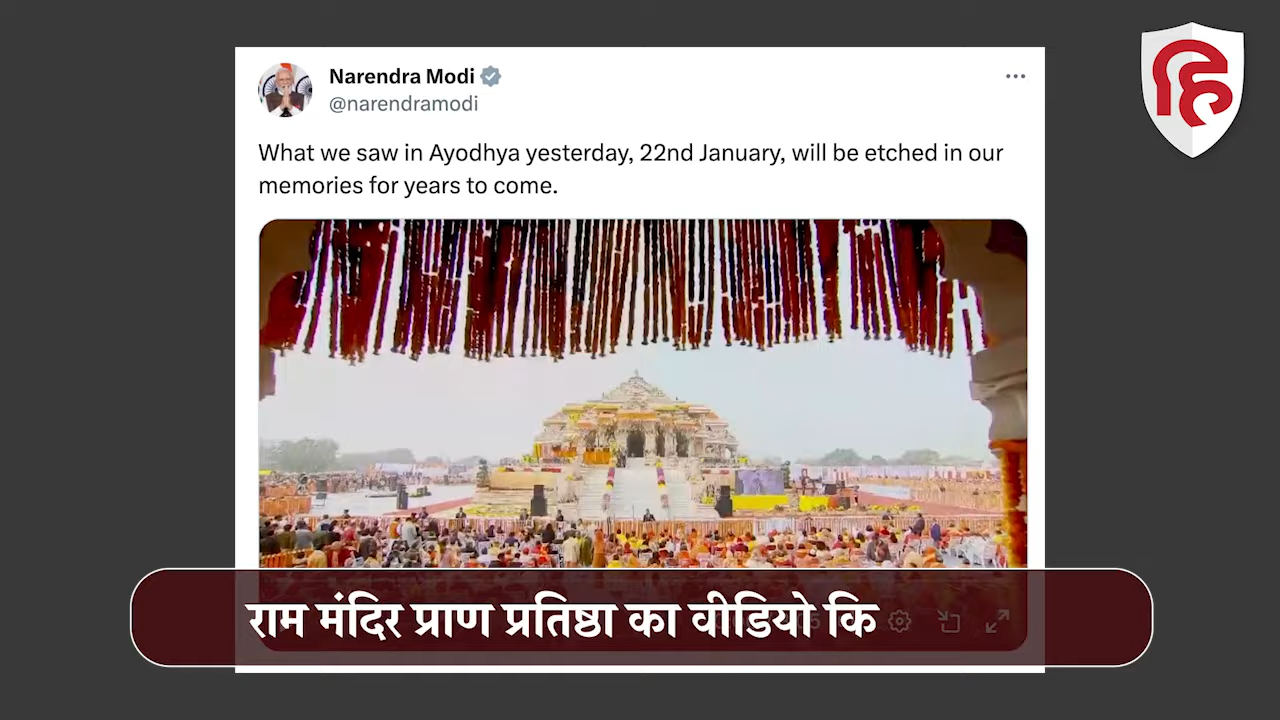 Narendra Modi
@narendramodi
What we saw in Ayodhya yesterday, 22nd January, will be etched in our
memories for years to come.
राम मंदिर प्राण प्रतिष्ठा का वीडियो कि
हि